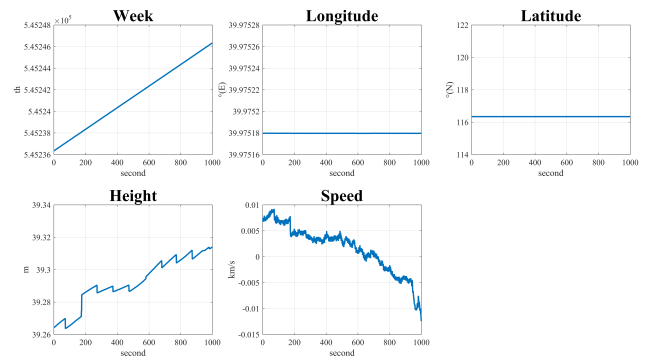 Week
×10⁵
5.45248
5.45246
5.45244
5.45242
5.4524
5.45238
5.45236
th
0 200 400 600 800 1000
second
Longitude
39.97528
39.97526
39.97524
39.97522
39.9752
39.97518
39.97516
°(E)
0 200 400 600 800 1000
second
Latitude
122
120
118
116
114
°(N)
0 200 400 600 800 1000
second
Height
39.34
39.32
39.3
39.28
39.26
m
0 200 400 600 800 1000
second
Speed
0.01
0.005
0
-0.005
-0.01
-0.015
km/s
0 200 400 600 800 1000
second